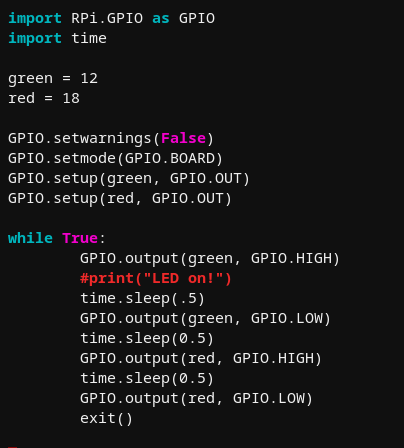 import RPi.GPIO as GPIO
import time

green = 12
red = 18

GPIO.setwarnings(False)
GPIO.setmode(GPIO.BOARD)
GPIO.setup(green, GPIO.OUT)
GPIO.setup(red, GPIO.OUT)

while True:
        GPIO.output(green, GPIO.HIGH)
        #print("LED on!")
        time.sleep(.5)
        GPIO.output(green, GPIO.LOW)
        time.sleep(0.5)
        GPIO.output(red, GPIO.HIGH)
        time.sleep(0.5)
        GPIO.output(red, GPIO.LOW)
        exit()